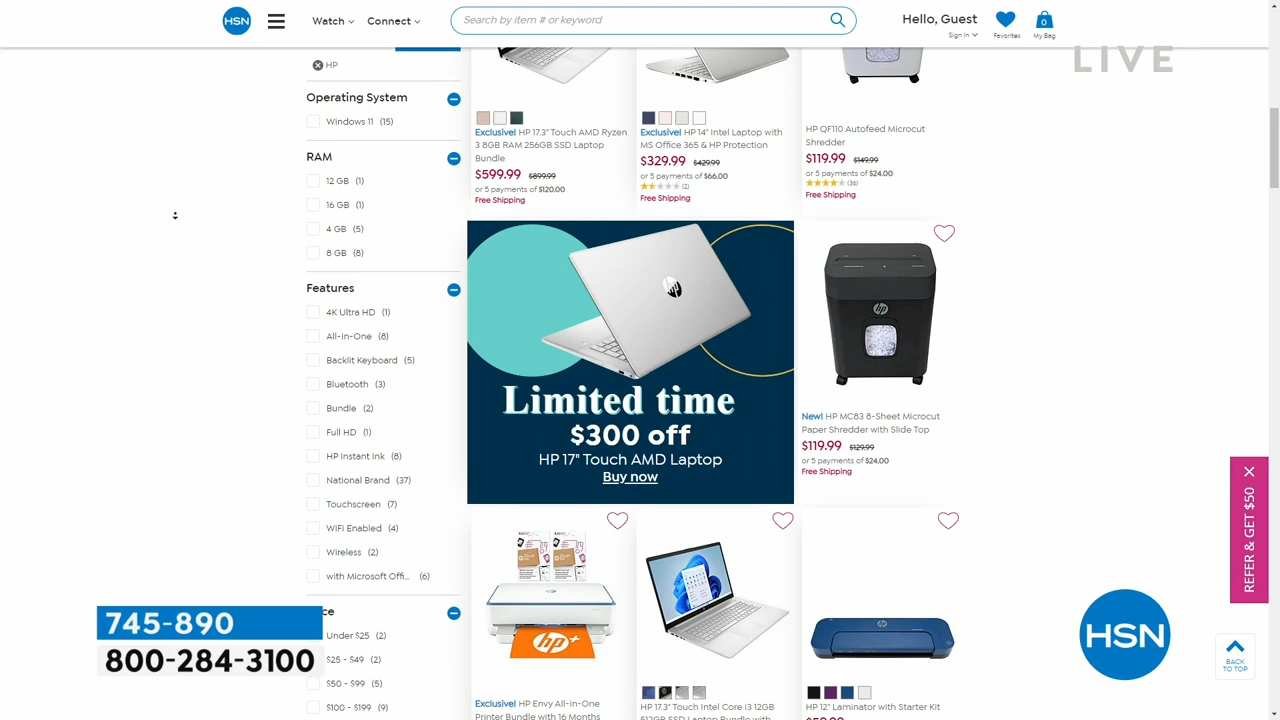 HSN
Watch
Connect
Search by item # or keyword
Hello, Guest
Sign In
Favorites
0
My Bag
LIVE
HP
Operating System
Windows 11 (15)
RAM
12 GB (1)
16 GB (1)
4 GB (5)
8 GB (8)
Features
4K Ultra HD (1)
All-In-One (8)
Backlit Keyboard (5)
Bluetooth (3)
Bundle (2)
Full HD (1)
HP Instant Ink (8)
National Brand (37)
Touchscreen (7)
WiFi Enabled (4)
Wireless (2)
with Microsoft Offi... (6)
ce
Under $25 (2)
$25 - $49 (2)
$50 - $99 (5)
$100 - $199 (9)
Exclusive! HP 17.3" Touch AMD Ryzen
3 8GB RAM 256GB SSD Laptop
Bundle
$599.99 $899.99
or 5 payments of $120.00
Free Shipping
Exclusive! HP 14" Intel Laptop with
MS Office 365 & HP Protection
$329.99 $429.99
or 5 payments of $66.00
(2)
Free Shipping
HP QF110 Autofeed Microcut
Shredder
$119.99 $149.99
or 5 payments of $24.00
(36)
Free Shipping
hp
Limited time
$300 off
HP 17" Touch AMD Laptop
Buy now
hp
New! HP MC83 8-Sheet Microcut
Paper Shredder with Slide Top
$119.99 $129.99
or 5 payments of $24.00
Free Shipping
hp+
Exclusive! HP Envy All-in-One
Printer Bundle with 16 Months
HP 17.3" Touch Intel Core i3 12GB
512GB SSD Laptop Bundle with
hp
HP 12" Laminator with Starter Kit
REFER & GET $50
745-890
800-284-3100
HSN
BACK
TO TOP